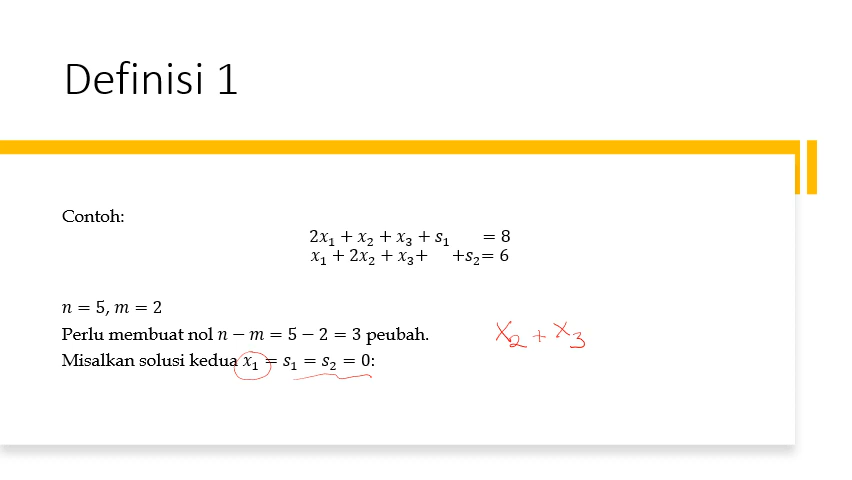 Definisi 1
Contoh:
2x₁ + x₂ + x₃ + s₁ = 8
x₁ + 2x₂ + x₃+ +s₂= 6
n = 5, m = 2
Perlu membuat nol n − m = 5 − 2 = 3 peubah.
x₂ + x₃
Misalkan solusi kedua x₁ = s₁ = s₂ = 0: